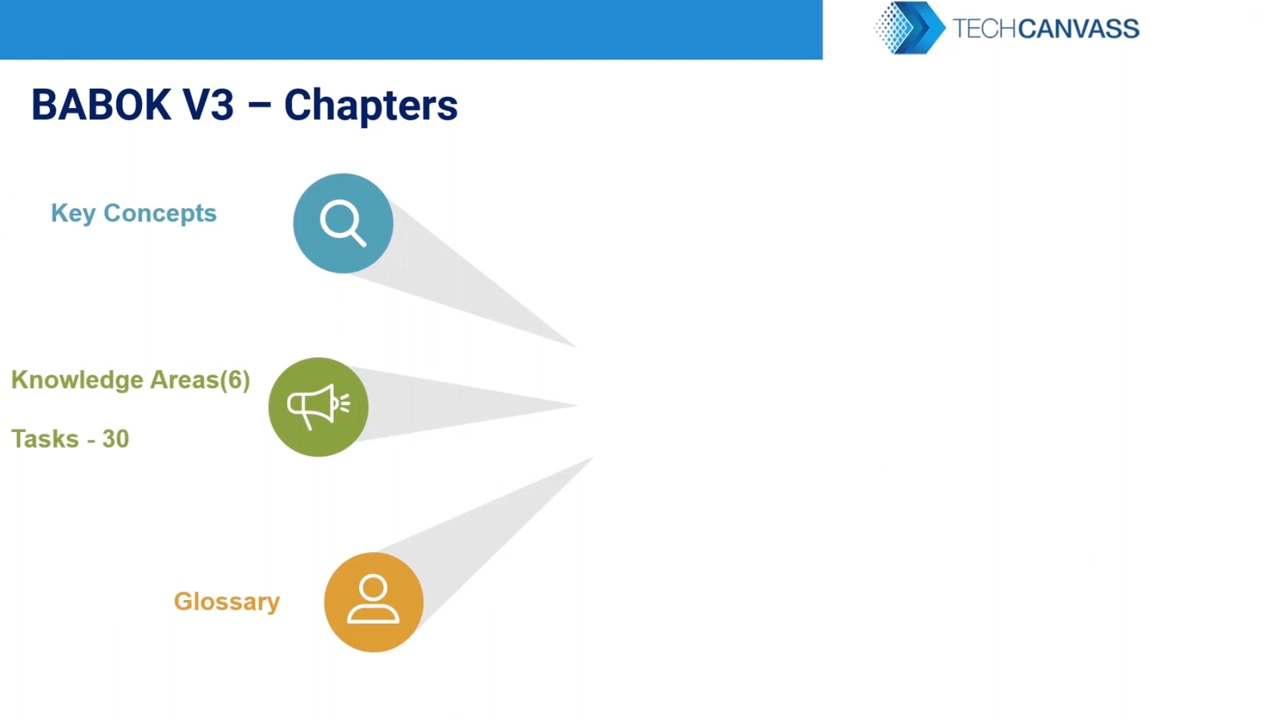 TECHCANVASS
BABOK V3 – Chapters
Key Concepts
Knowledge Areas(6)
Tasks - 30
Glossary